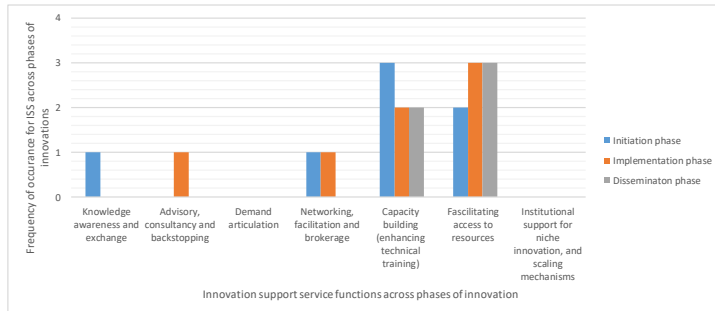 Frequency of occurance for ISS across phases of
innovations
4
3
2
1
0
Knowledge
awareness and
exchange
Advisory,
consultancy and
backstopping
Demand
articulation
Networking,
facilitation and
brokerage
Capacity
building
(enhancing
technical
training)
Fascilitating
access to
resources
Institutional
support for
niche
innovation, and
scaling
mechanisms
Innovation support service functions across phases of innovation
Initiation phase
Implementation phase
Disseminaton phase